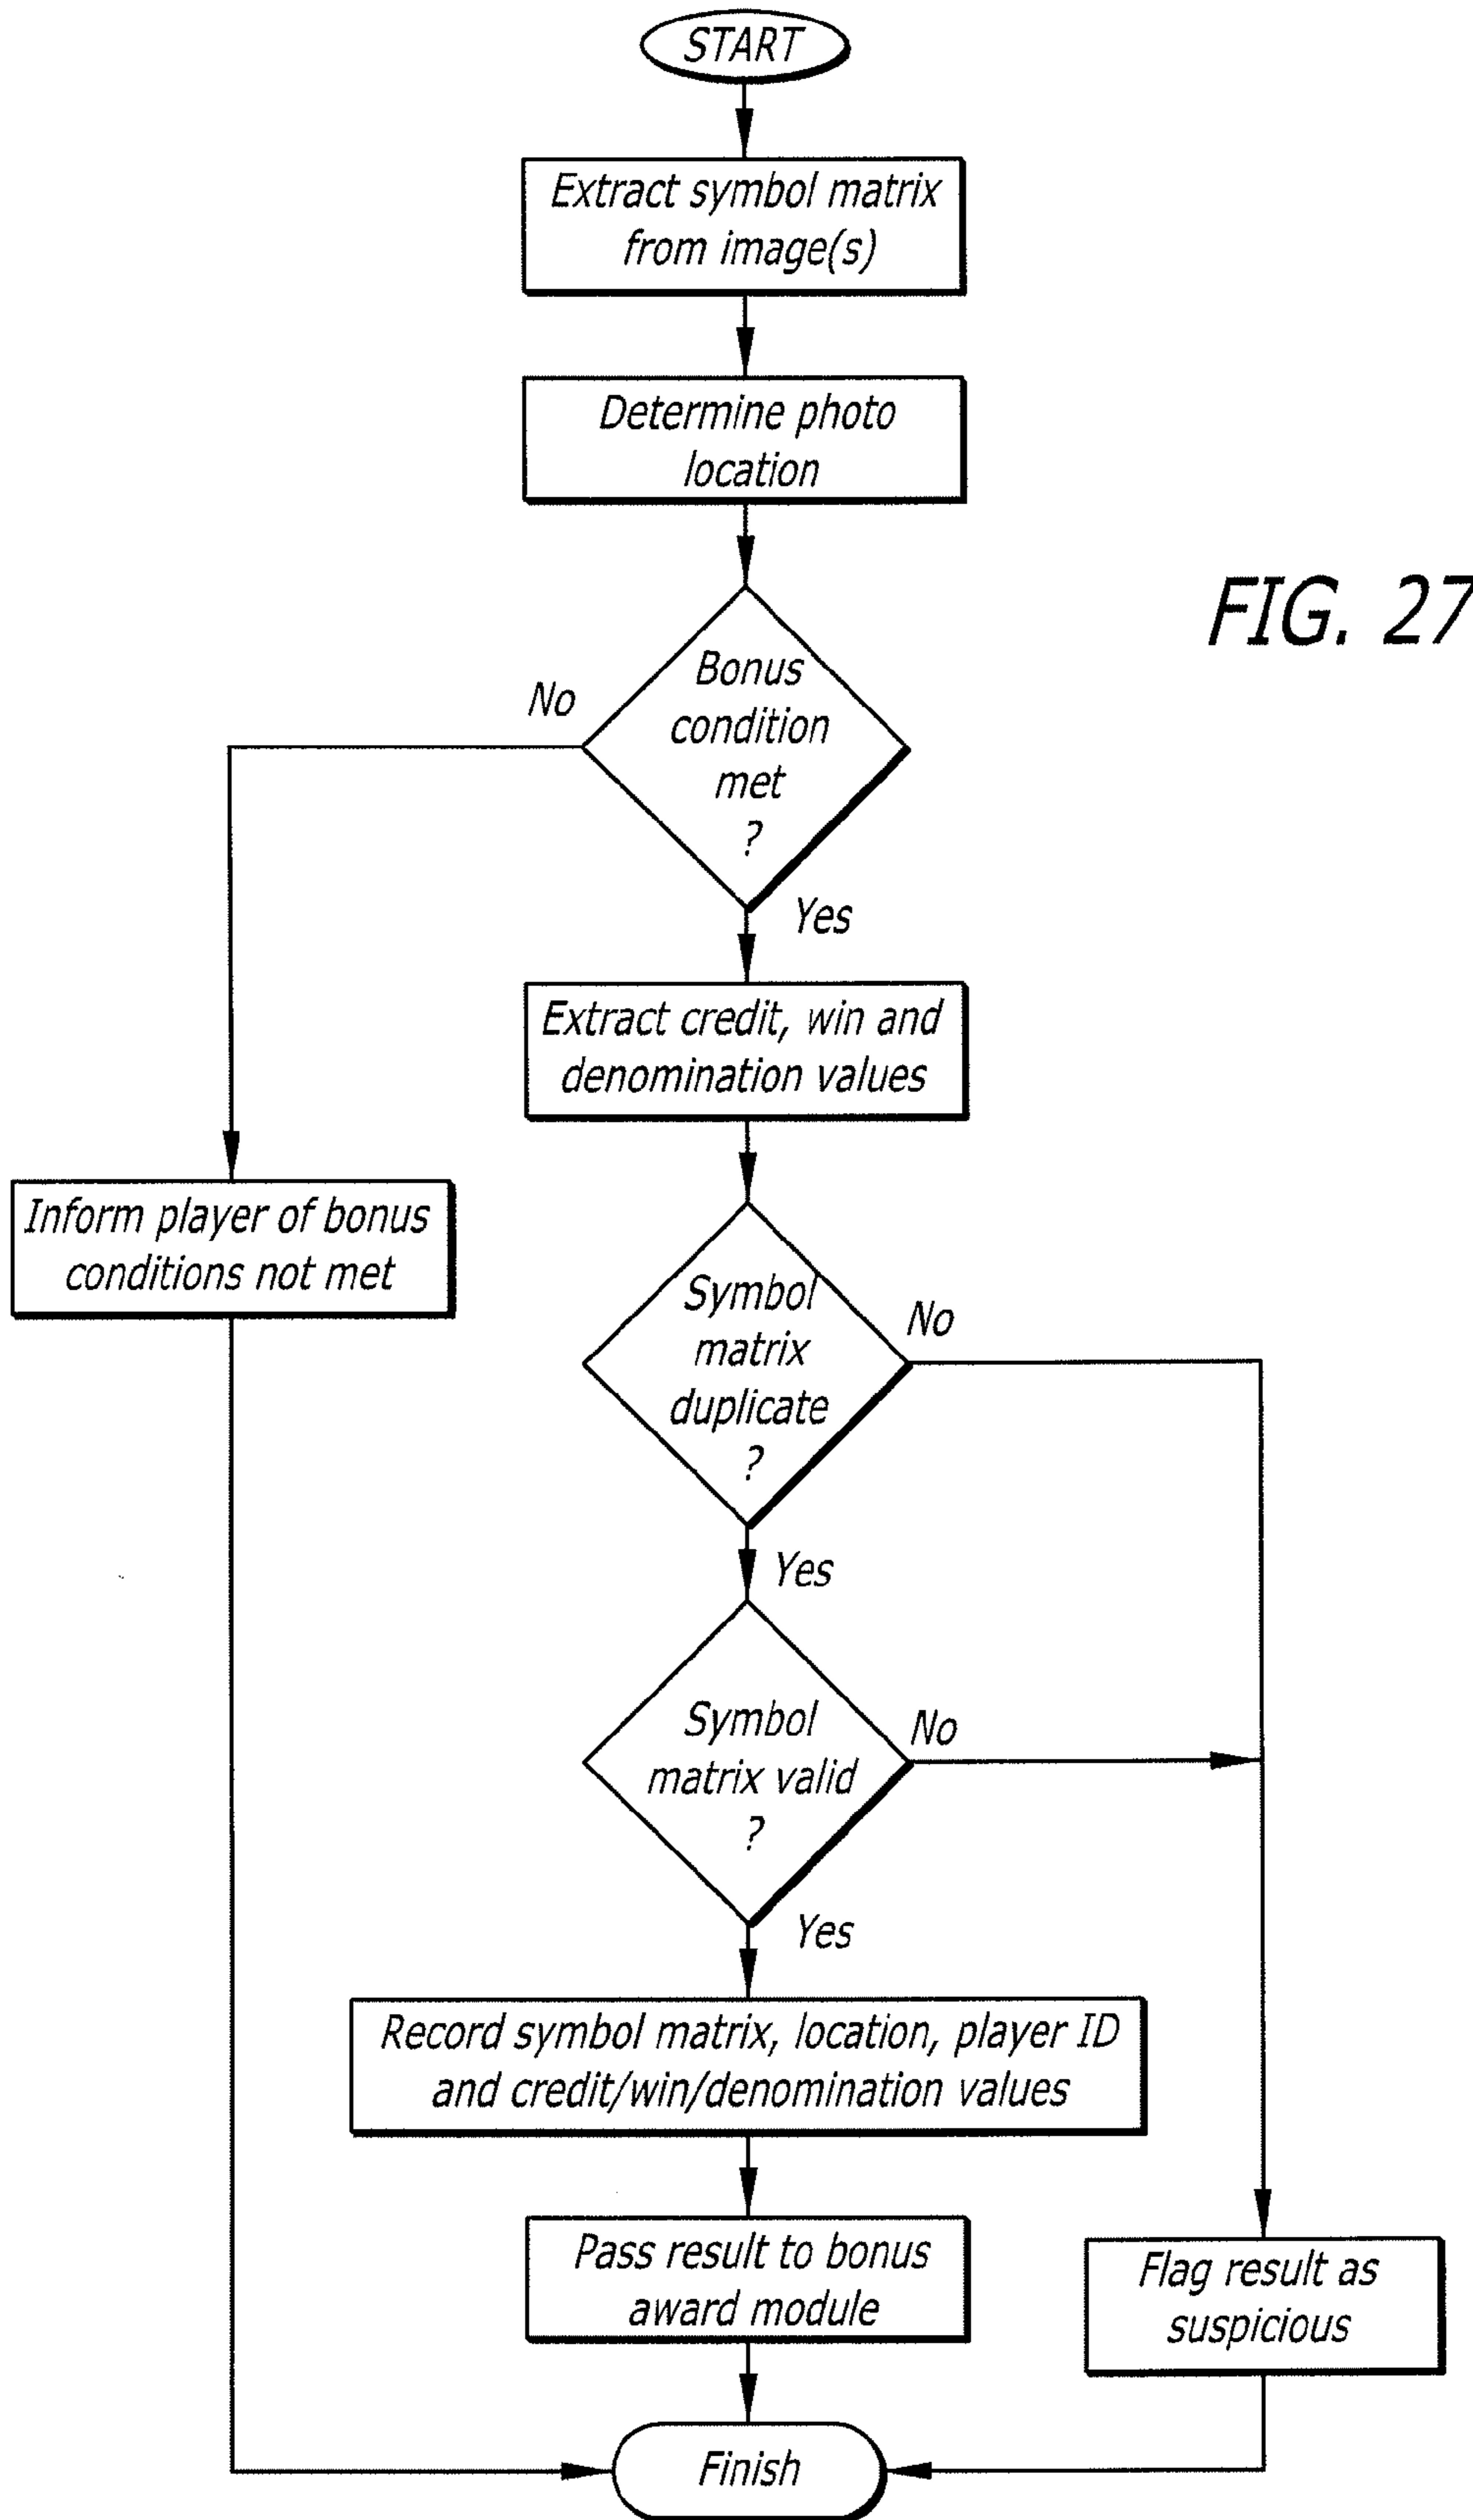 START
Extract symbol matrix
from image(s)
Determine photo
location
FIG. 27
Bonus
condition
met
?
No
Yes
Extract credit, win and
denomination values
Inform player of bonus
conditions not met
Symbol
matrix
duplicate
?
No
Yes
Symbol
matrix valid
?
No
Yes
Record symbol matrix, location, player ID
and credit/win/denomination values
Pass result to bonus
award module
Flag result as
suspicious
Finish